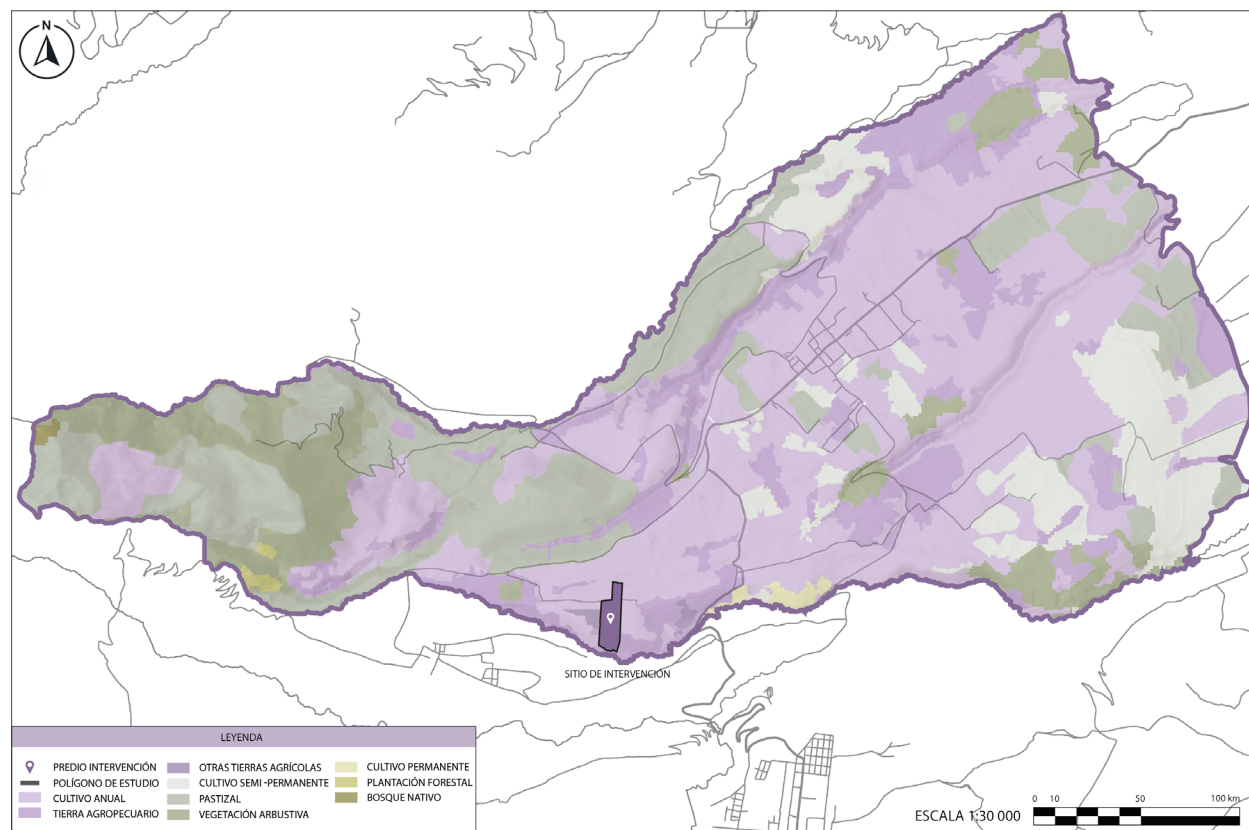 N
SITIO DE INTERVENCIÓN
LEYENDA
PREDIO INTERVENCIÓN
POLÍGONO DE ESTUDIO
CULTIVO ANUAL
TIERRA AGROPECUARIO
OTRAS TIERRAS AGRÍCOLAS
CULTIVO SEMI -PERMANENTE
PASTIZAL
VEGETACIÓN ARBUSTIVA
CULTIVO PERMANENTE
PLANTACIÓN FORESTAL
BOSQUE NATIVO
ESCALA 1:30 000
0 10 50 100 km